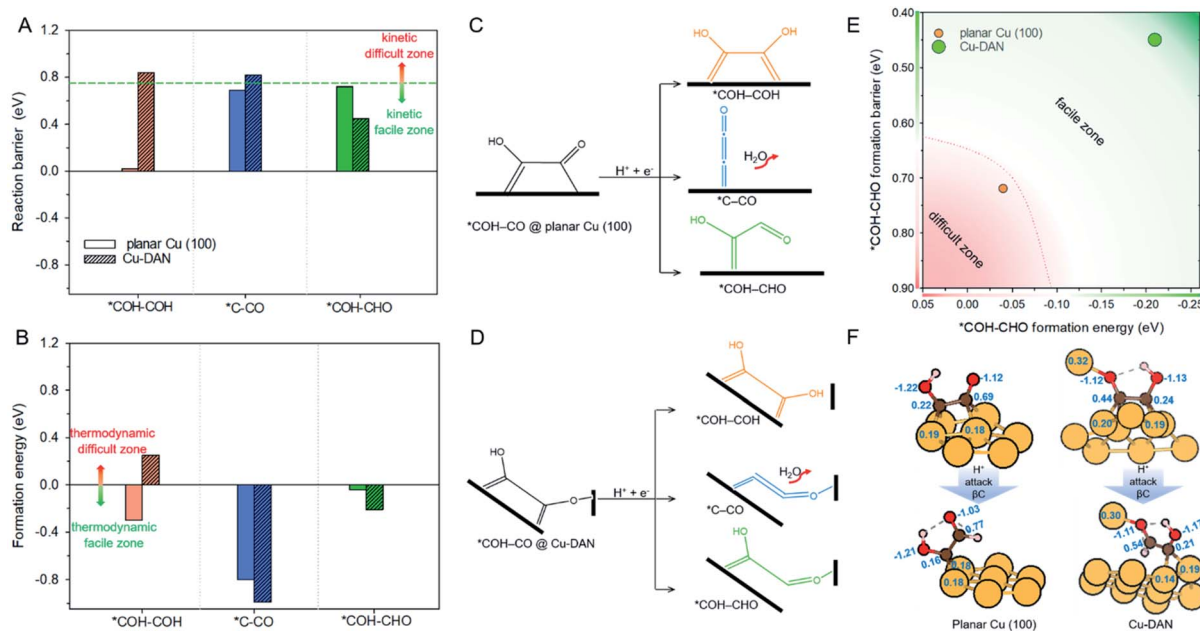 A
1.2
0.8
0.4
0.0
-0.4
-0.8
Reaction barrier (eV)
kinetic difficult zone
kinetic facile zone
planar Cu (100)
Cu-DAN
*COH-COH
*C-CO
*COH-CHO
B
0.8
0.4
0.0
-0.4
-0.8
Formation energy (eV)
thermodynamic
difficult zone
thermodynamic
facile zone
*COH-COH
*C-CO
*COH-CHO
C
HO
O
*COH–CO @ planar Cu (100)
H⁺ + e⁻
HO
OH
*COH–COH
O
H₂O
*C–CO
HO
O
*COH–CHO
D
HO
O
*COH–CO @ Cu-DAN
H⁺ + e⁻
HO
OH
*COH–COH
H₂O
O
*C–CO
HO
O
*COH–CHO
E
0.40
0.50
0.60
0.70
0.80
0.90
*COH-CHO formation barrier (eV)
planar Cu (100)
Cu-DAN
facile zone
difficult zone
0.05
0.00
-0.05
-0.10
-0.15
-0.20
-0.25
*COH-CHO formation energy (eV)
F
-1.22
-1.12
0.22
0.69
0.19
0.18
0.32
-1.12
-1.13
0.44
0.24
0.20
0.19
H⁺
attack
βC
H⁺
attack
βC
-1.03
0.77
-1.21
0.16
0.18
0.18
0.30
-1.11
0.54
0.21
0.19
0.14
Planar Cu (100)
Cu-DAN